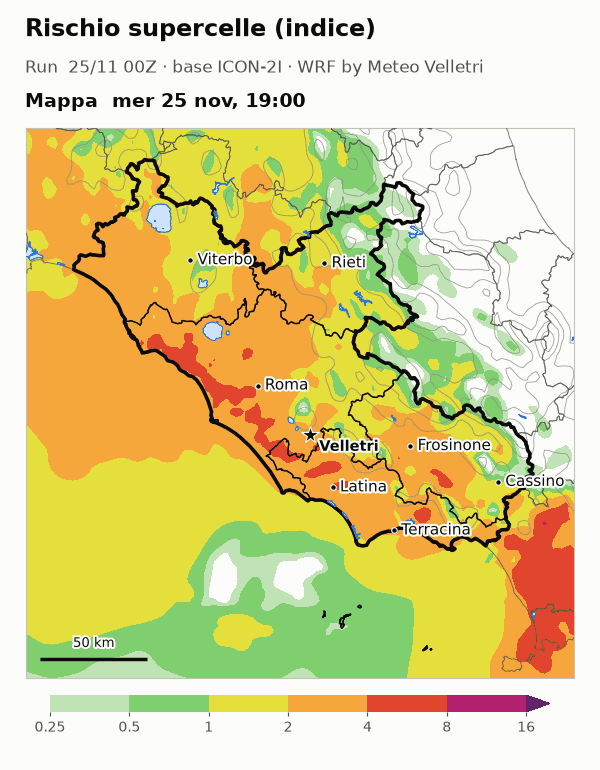 Rischio supercelle (indice)
Run  25/11 00Z · base ICON-2I · WRF by Meteo Velletri
Mappa  mer 25 nov, 19:00
Viterbo
Rieti
Roma
Velletri
Frosinone
Cassino
Latina
Terracina
50 km
0.25 0.5 1 2 4 8 16